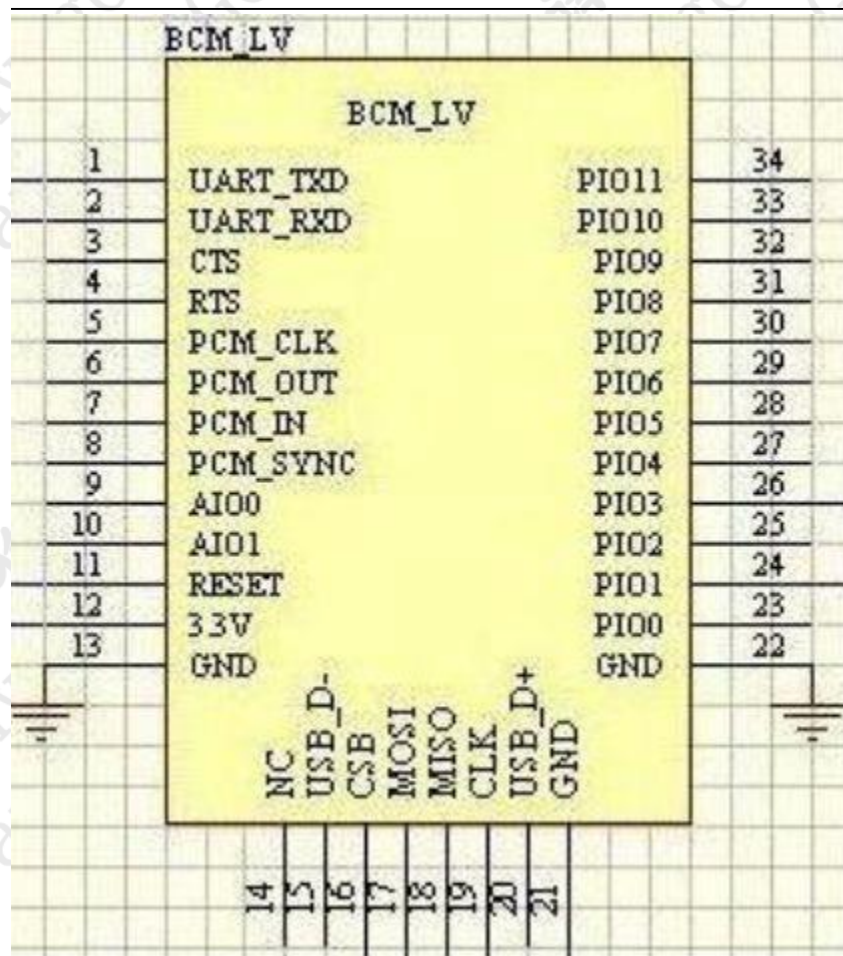 BCM_LV
BCM_LV
1 UART_TXD PIO11 34
2 UART_RXD PIO10 33
3 CTS PIO9 32
4 RTS PIO8 31
5 PCM_CLK PIO7 30
6 PCM_OUT PIO6 29
7 PCM_IN PIO5 28
8 PCM_SYNC PIO4 27
9 AIO0 PIO3 26
10 AIO1 PIO2 25
11 RESET PIO1 24
12 3.3V PIO0 23
13 GND GND 22
NC USB_D- CSB MOSI MISO CLK USB_D+ GND
14 15 16 17 18 19 20 21